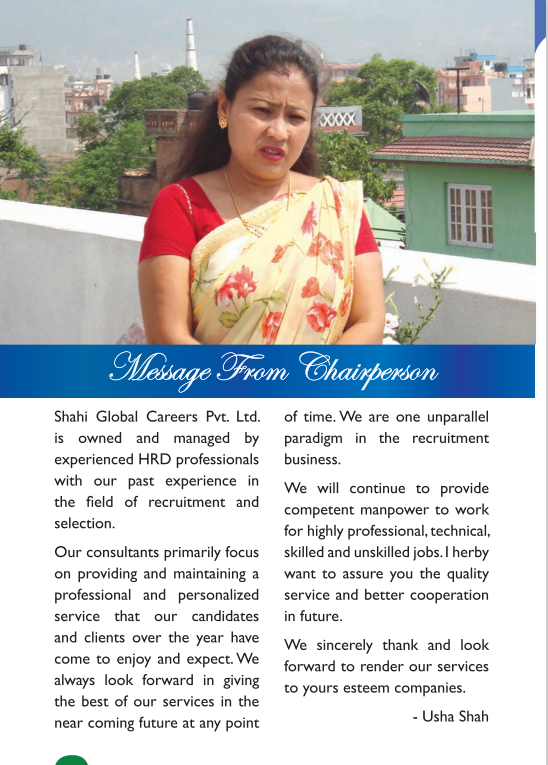 Message From Chairperson
Shahi Global Careers Pvt. Ltd.
is owned and managed by
experienced HRD professionals
with our past experience in
the field of recruitment and
selection.
Our consultants primarily focus
on providing and maintaining a
professional and personalized
service that our candidates
and clients over the year have
come to enjoy and expect. We
always look forward in giving
the best of our services in the
near coming future at any point
of time. We are one unparallel
paradigm in the recruitment
business.
We will continue to provide
competent manpower to work
for highly professional, technical,
skilled and unskilled jobs. I herby
want to assure you the quality
service and better cooperation
in future.
We sincerely thank and look
forward to render our services
to yours esteem companies.
- Usha Shah